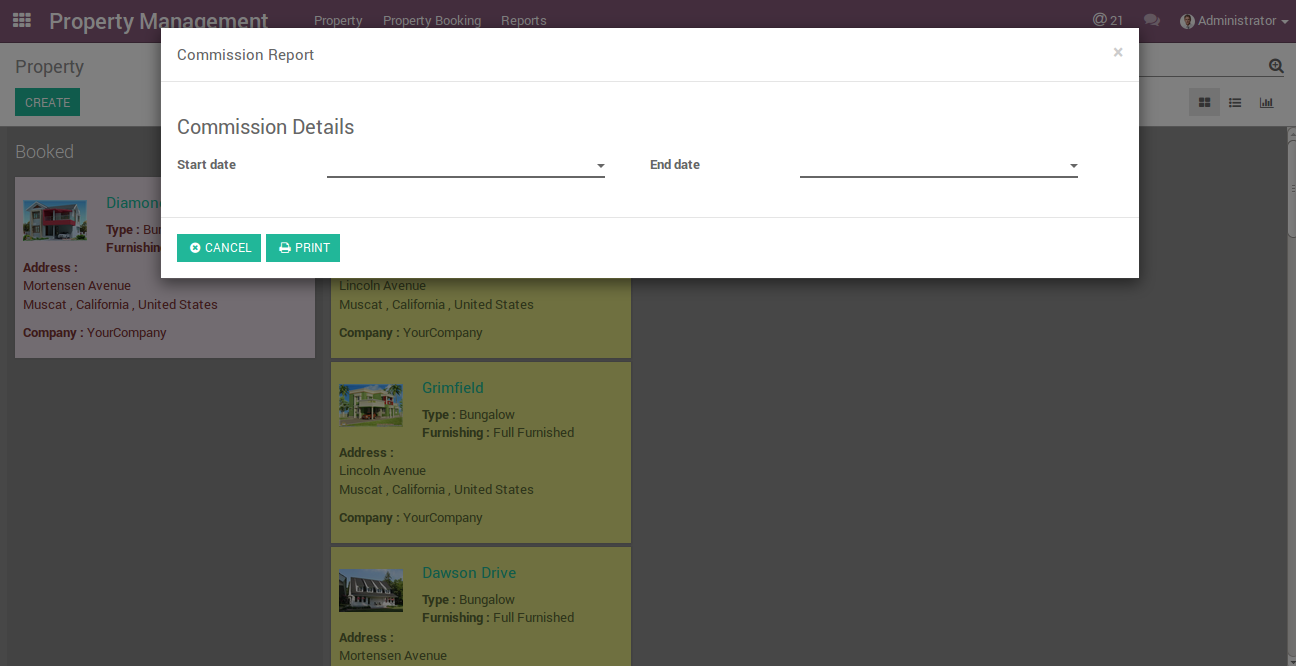 Property Management
Property
Property Booking
Reports
@ 21
Administrator
Commission Report
×
Property
CREATE
Commission Details
Start date
End date
CANCEL
PRINT
Booked
Type :
Address :
Mortensen Avenue
Muscat , California , United States
Company : YourCompany
Lincoln Avenue
Muscat , California , United States
Company : YourCompany
Grimfield
Type : Bungalow
Furnishing : Full Furnished
Address :
Lincoln Avenue
Muscat , California , United States
Company : YourCompany
Dawson Drive
Type : Bungalow
Furnishing : Full Furnished
Address :
Mortensen Avenue